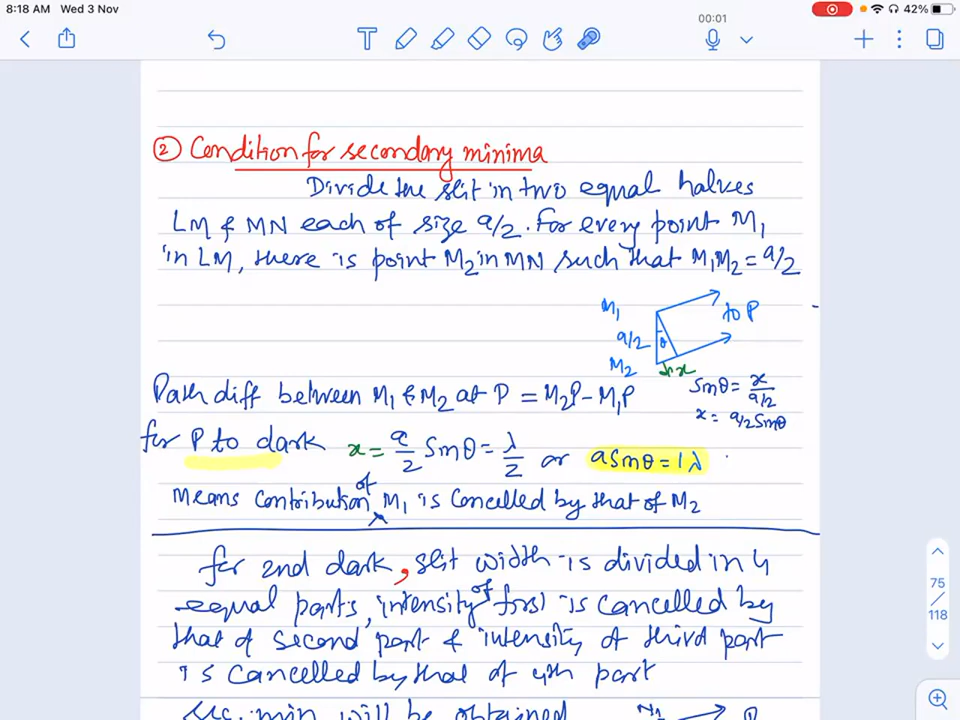 8:18 AM Wed 3 Nov
42%
00:01
② Condition for secondary minima
Divide the slit in two equal halves
LM & MN each of size a/2. For every point M₁
in LM, there is point M₂ in MN such that M₁M₂ = a/2
M₁
to P
a/2
θ
M₂
x
Path diff between M₁ & M₂ at P = M₂P - M₁P
Sinθ = x/(a/2)
x = a/2 Sinθ
for P to dark x = a/2 Sinθ = λ/2 or aSinθ = 1λ
Means contribution of M₁ is cancelled by that of M₂
for 2nd dark, slit width is divided in 4
equal parts, intensity of first is cancelled by
that of second part & intensity of third part
is cancelled by that of 4th part
min will be obtained
P
75
118